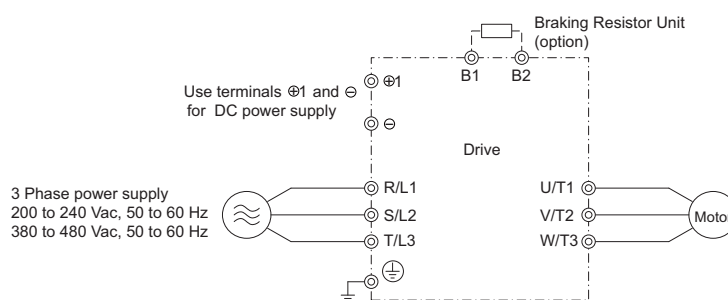 Braking Resistor Unit
(option)
B1 B2
⊕1
Use terminals ⊕1 and ⊖
for DC power supply
⊖
Drive
3 Phase power supply
200 to 240 Vac, 50 to 60 Hz
380 to 480 Vac, 50 to 60 Hz
R/L1
S/L2
T/L3
U/T1
V/T2
W/T3
Motor